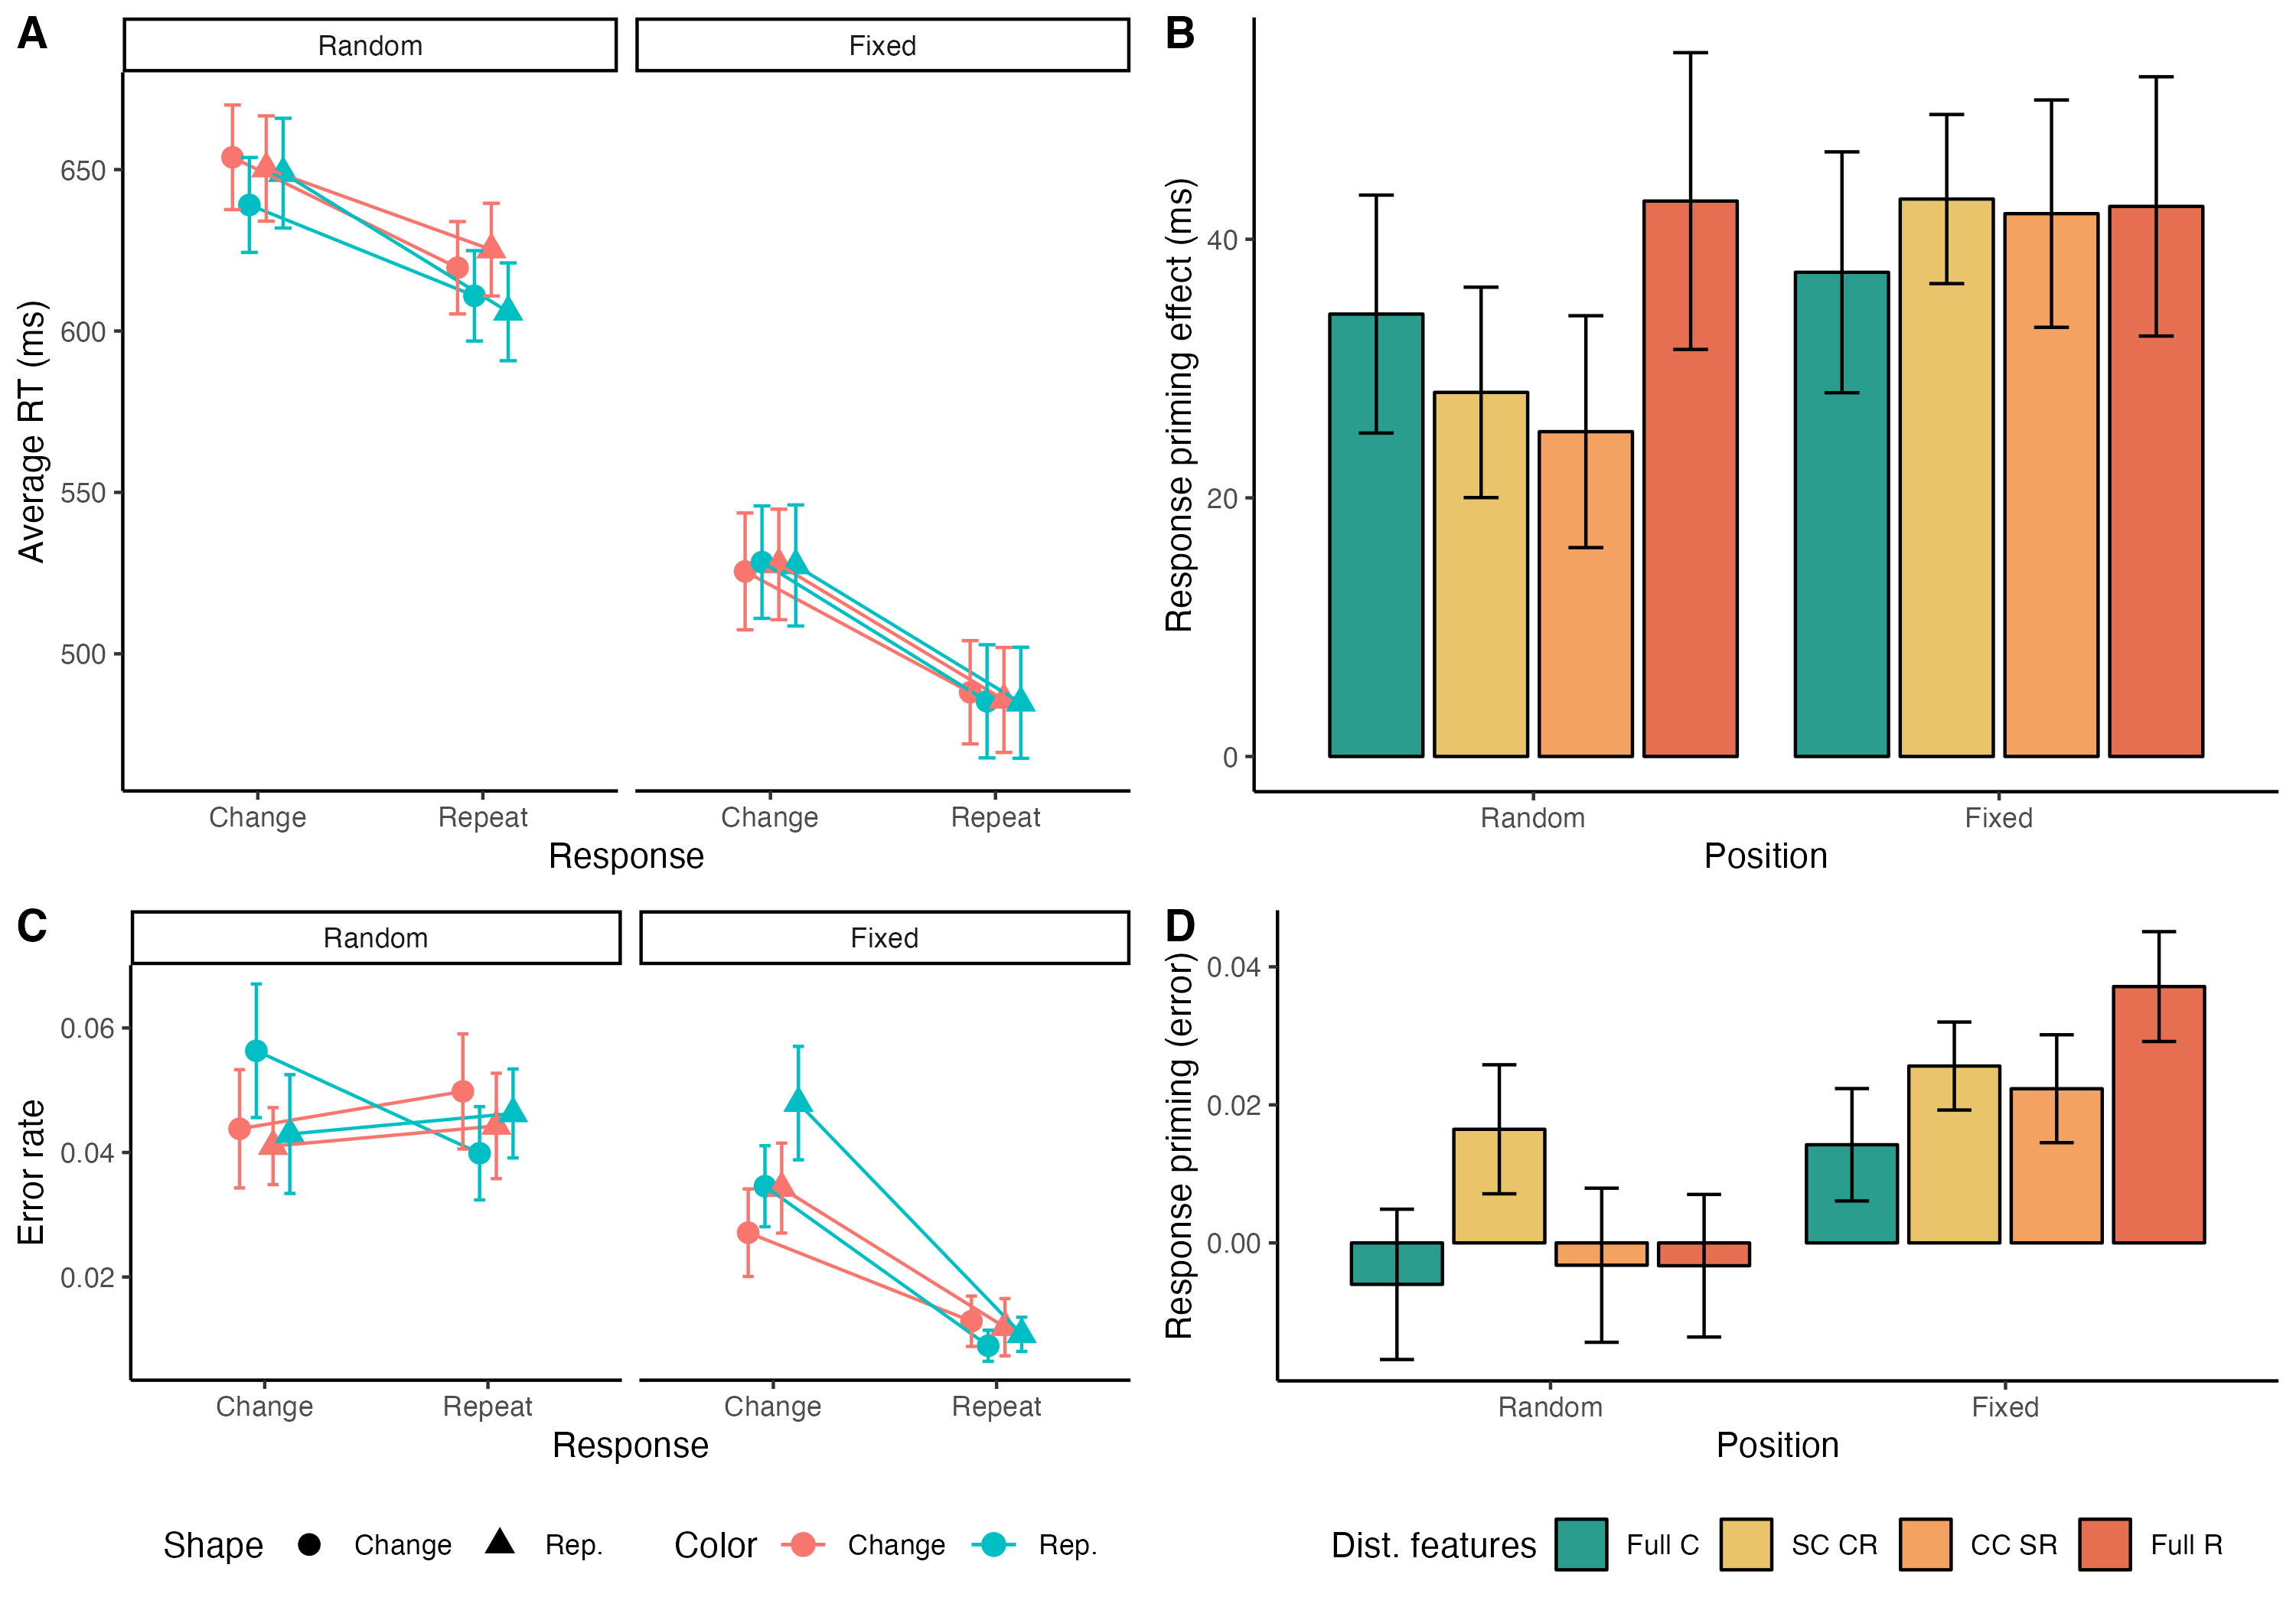 A
Random
Fixed
Average RT (ms)
650
600
550
500
Change
Repeat
Change
Repeat
Response
B
Response priming effect (ms)
40
20
0
Random
Fixed
Position
C
Random
Fixed
Error rate
0.06
0.04
0.02
Change
Repeat
Change
Repeat
Response
D
Response priming (error)
0.04
0.02
0.00
Random
Fixed
Position
Shape Change Rep. Color Change Rep.
Dist. features Full C SC CR CC SR Full R